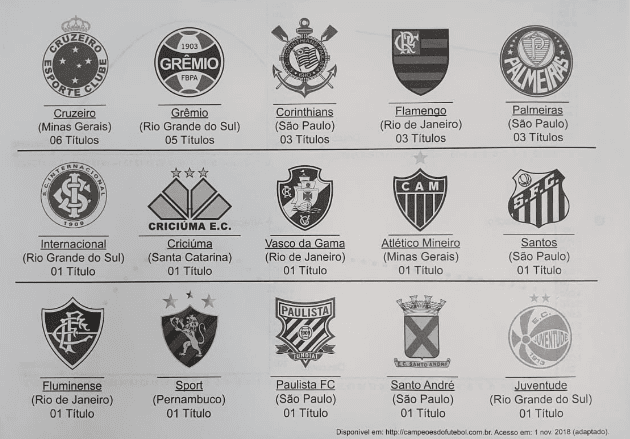 CRUZEIRO
ESPORTE CLUBE
1903
GRÊMIO
FBPA
PALMEIRAS
Cruzeiro Grêmio Corinthians Flamengo Palmeiras
(Minas Gerais) (Rio Grande do Sul) (São Paulo) (Rio de Janeiro) (São Paulo)
06 Títulos 05 Títulos 03 Títulos 03 Títulos 03 Títulos
S.C. INTERNACIONAL
1909
CRICIÚMA E.C.
CAM
S.F.C.
Internacional Criciúma Vasco da Gama Atlético Mineiro Santos
(Rio Grande do Sul) (Santa Catarina) (Rio de Janeiro) (Minas Gerais) (São Paulo)
01 Título 01 Título 01 Título 01 Título 01 Título
PAULISTA
1909
JUNDIAÍ
E.C. SANTO ANDRÉ
E.C.
JUVENTUDE
1913
Fluminense Sport Paulista FC Santo André Juventude
(Rio de Janeiro) (Pernambuco) (São Paulo) (São Paulo) (Rio Grande do Sul)
01 Título 01 Título 01 Título 01 Título 01 Título
Disponível em: http://campeoesdofutebol.com.br. Acesso em: 1 nov. 2018 (adaptado).